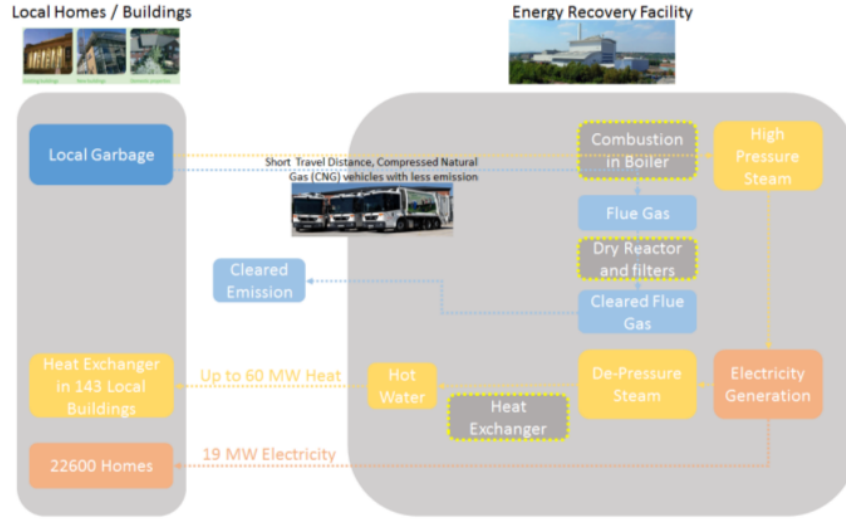 Local Homes / Buildings
Energy Recovery Facility
Local Garbage
Short Travel Distance, Compressed Natural
Gas (CNG) vehicles with less emission
Combustion
in Boiler
High
Pressure
Steam
Flue Gas
Dry Reactor
and filters
Cleared
Emission
Cleared Flue
Gas
Heat Exchanger
in 143 Local
Buildings
Up to 60 MW Heat
Hot
Water
Heat
Exchanger
De-Pressure
Steam
Electricity
Generation
22600 Homes
19 MW Electricity